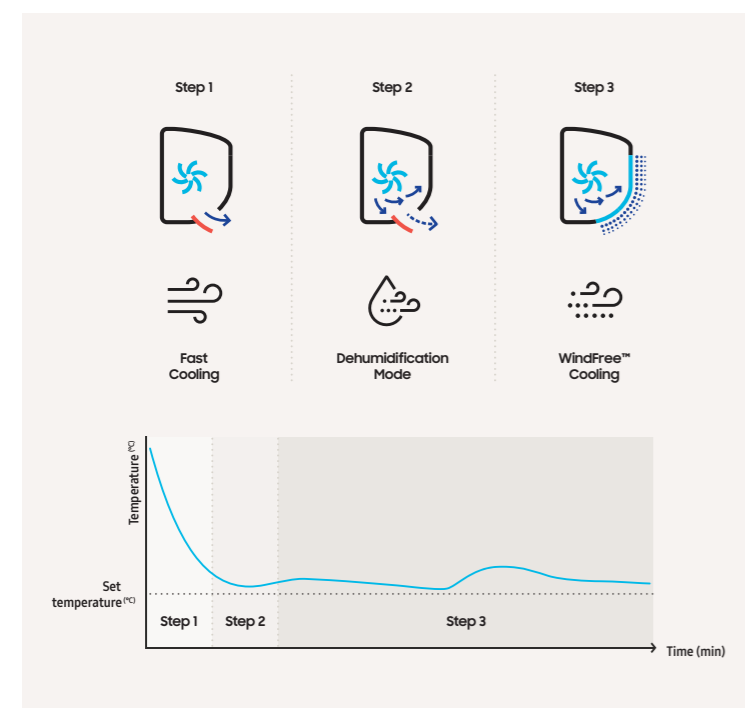 Step 1
Step 2
Step 3
Fast
Cooling
Dehumidification
Mode
WindFree™
Cooling
Temperature (°C)
Set
temperature (°C)
Step 1
Step 2
Step 3
Time (min)